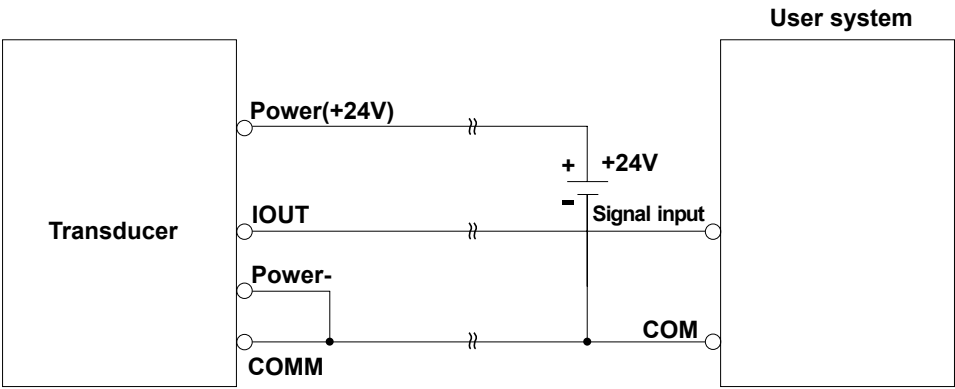 User system
Power(+24V)
+ +24V
-
IOUT
Signal input
Transducer
Power-
COM
COMM